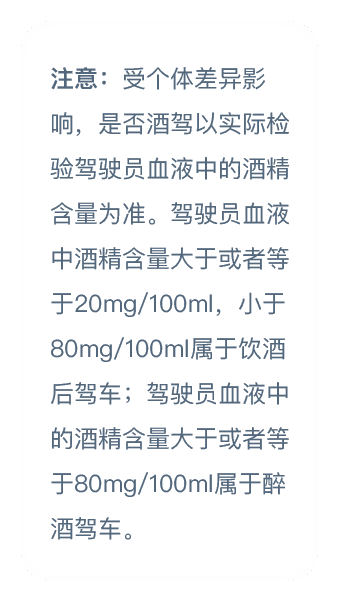 注意：受个体差异影
响，是否酒驾以实际检
验驾驶员血液中的酒精
含量为准。驾驶员血液
中酒精含量大于或者等
于20mg/100ml，小于
80mg/100ml属于饮酒
后驾车；驾驶员血液中
的酒精含量大于或者等
于80mg/100ml属于醉
酒驾车。